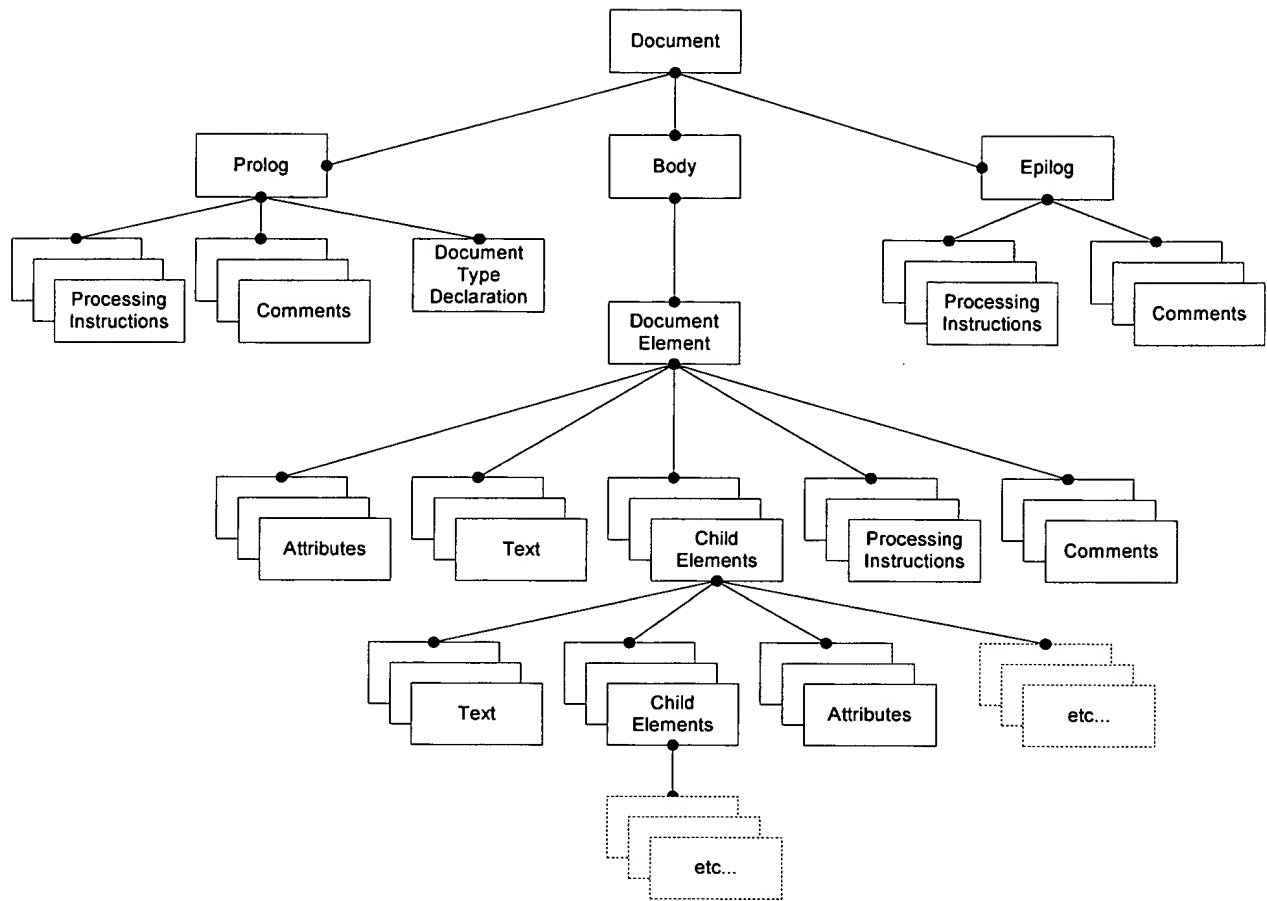 Document
Prolog
Body
Epilog
Processing
Instructions
Comments
Document
Type
Declaration
Processing
Instructions
Comments
Document
Element
Attributes
Text
Child
Elements
Processing
Instructions
Comments
Text
Child
Elements
Attributes
etc...
etc...